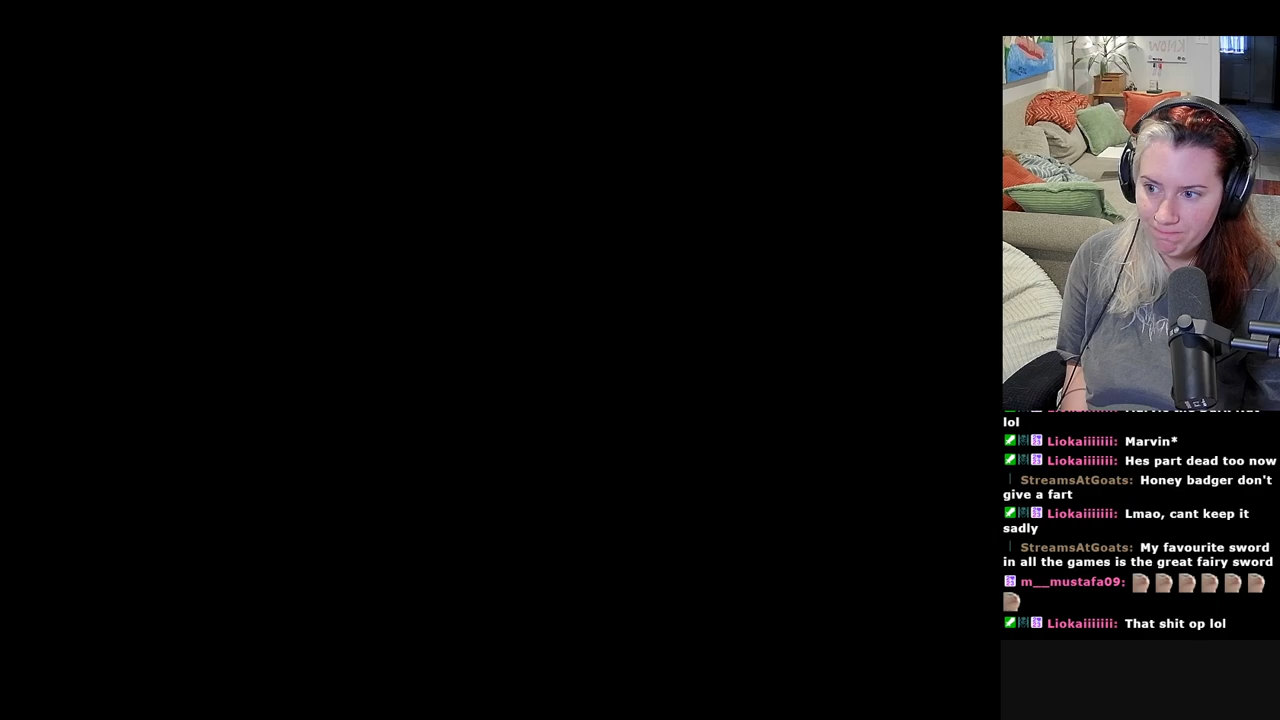 lol
Liokaiiiiiii: Marvin*
Liokaiiiiiii: Hes part dead too now
StreamsAtGoats: Honey badger don't
give a fart
Liokaiiiiiii: Lmao, cant keep it
sadly
StreamsAtGoats: My favourite sword
in all the games is the great fairy sword
m__mustafa09:
Liokaiiiiiii: That shit op lol